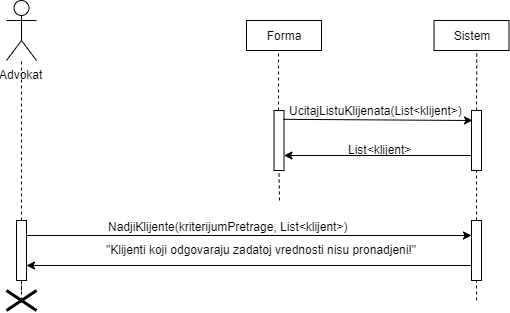 Forma
Sistem
Advokat
UcitajListuKlijenata(List<klijent>)
List<klijent>
NadjiKlijente(kriterijumPretrage, List<klijent>)
"Klijenti koji odgovaraju zadatoj vrednosti nisu pronadjeni!"